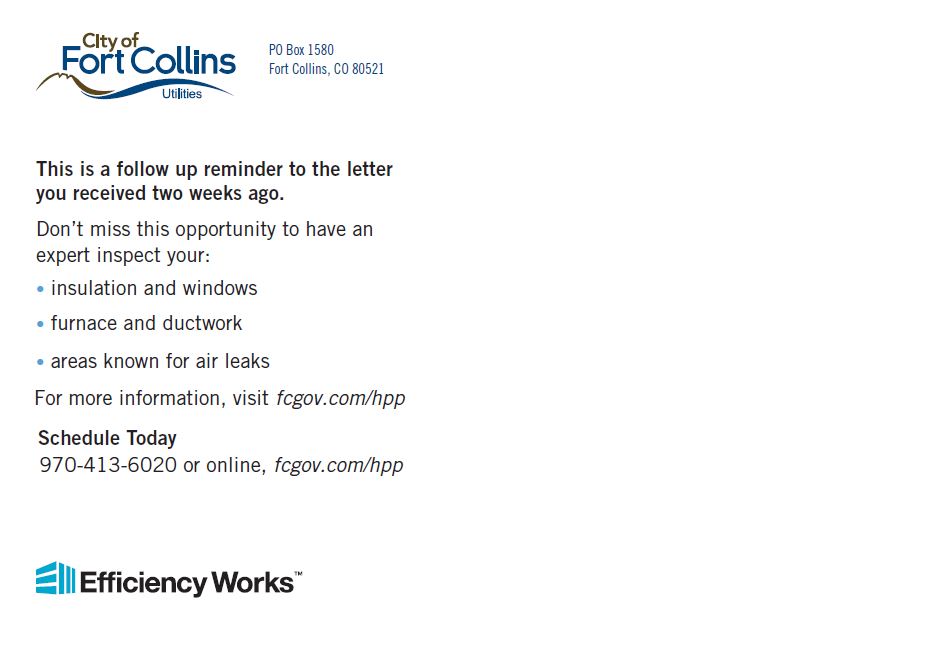 City of
Fort Collins
Utilities
PO Box 1580
Fort Collins, CO 80521
This is a follow up reminder to the letter
you received two weeks ago.
Don’t miss this opportunity to have an
expert inspect your:
• insulation and windows
• furnace and ductwork
• areas known for air leaks
For more information, visit fcgov.com/hpp
Schedule Today
970-413-6020 or online, fcgov.com/hpp
Efficiency Works™